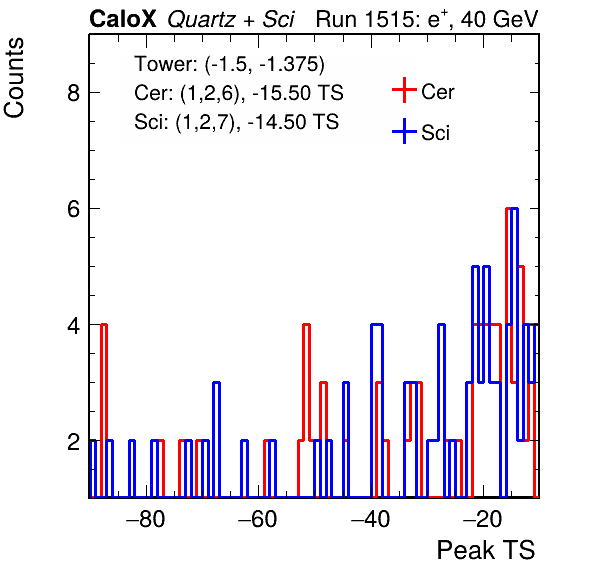 CaloX Quartz + Sci Run 1515: e⁺, 40 GeV
Counts
Tower: (-1.5, -1.375)
Cer: (1,2,6), -15.50 TS
Sci: (1,2,7), -14.50 TS
Cer
Sci
8
6
4
2
−80 −60 −40 −20
Peak TS